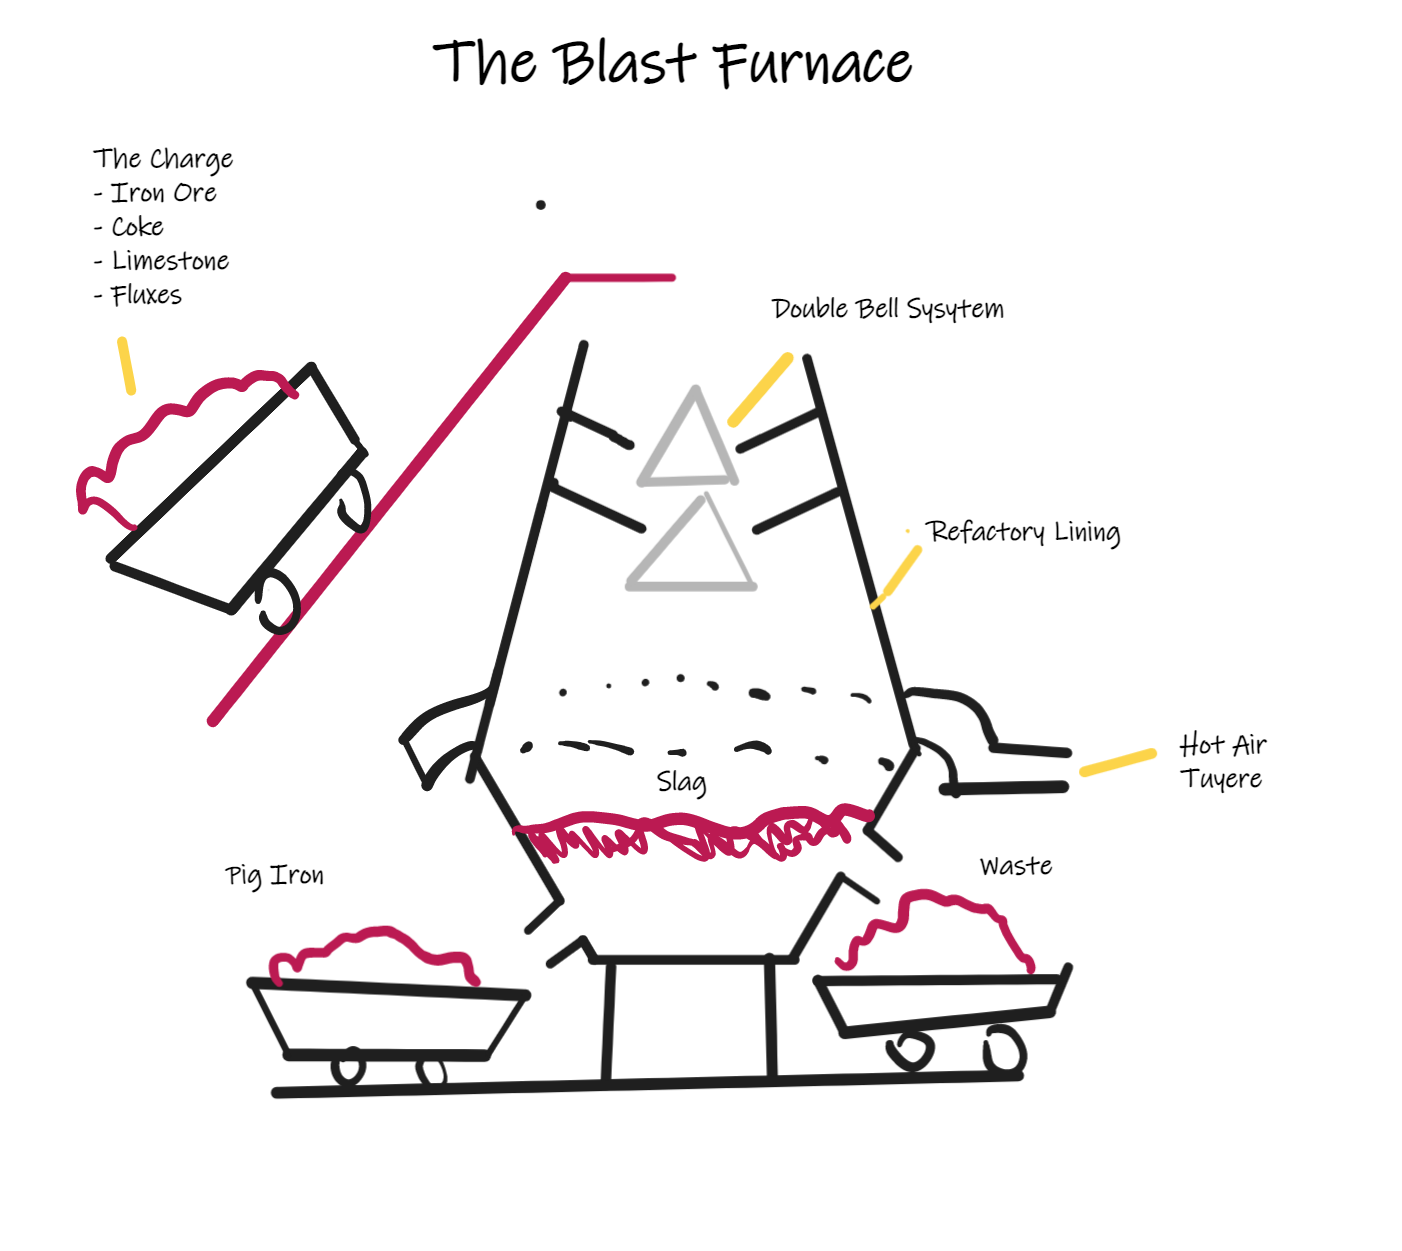 The Blast Furnace
The Charge
- Iron Ore
- Coke
- Limestone
- Fluxes
Double Bell Sysytem
Refactory Lining
Hot Air
Tuyere
Slag
Pig Iron
Waste